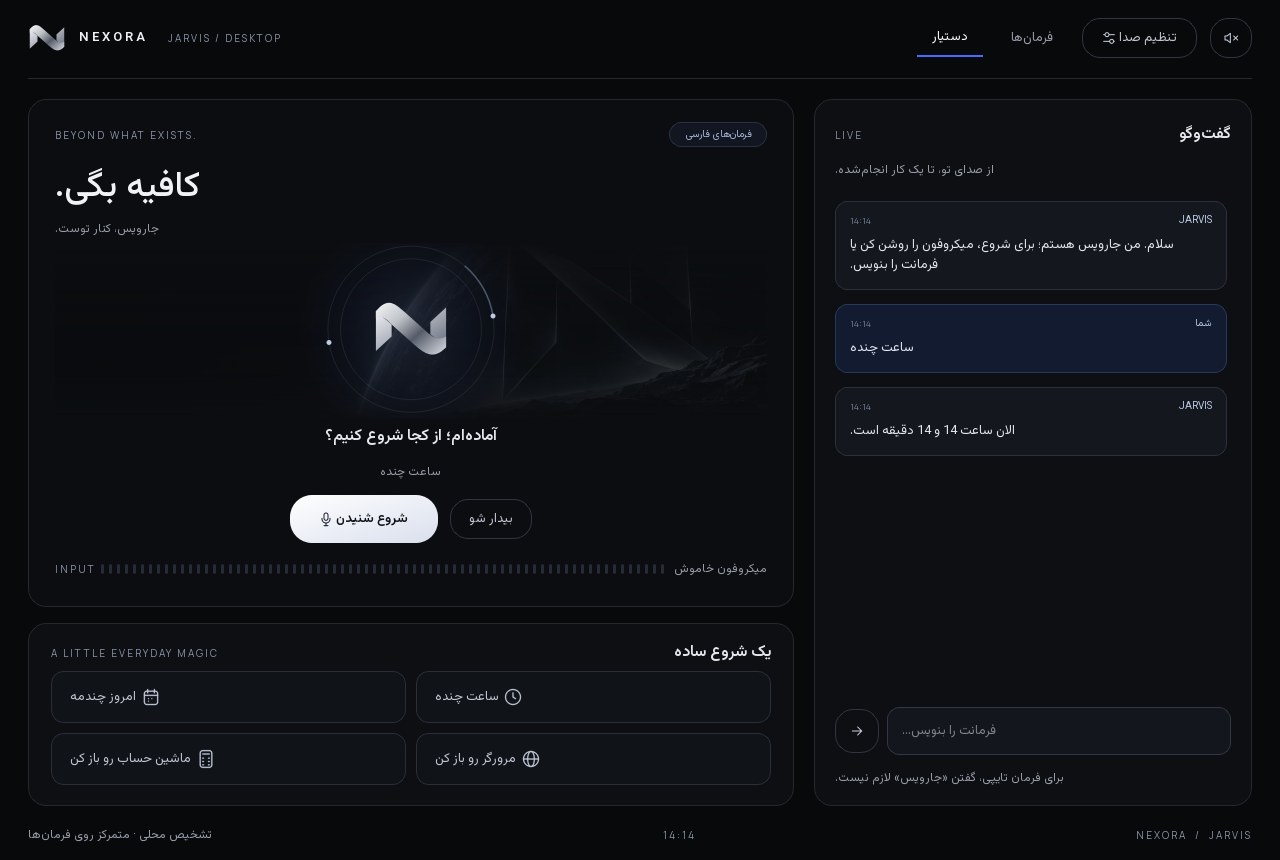 NEXORA
JARVIS / DESKTOP
دستیار
فرمان‌ها
تنظیم صدا
BEYOND WHAT EXISTS.
فرمان‌های فارسی
کافیه بگی.
جارویس، کنار توست.
آماده‌ام؛ از کجا شروع کنیم؟
ساعت چنده
شروع شنیدن
بیدار شو
INPUT
میکروفون خاموش
A LITTLE EVERYDAY MAGIC
یک شروع ساده
امروز چندمه
ساعت چنده
ماشین حساب رو باز کن
مرورگر رو باز کن
LIVE
گفت‌وگو
از صدای تو، تا یک کار انجام‌شده.
JARVIS
14:14
سلام. من جارویس هستم؛ برای شروع، میکروفون را روشن کن یا
فرمانت را بنویس.
شما
14:14
ساعت چنده
JARVIS
14:14
الان ساعت 14 و 14 دقیقه است.
فرمانت را بنویس...
برای فرمان تایپی، گفتن «جارویس» لازم نیست.
تشخیص محلی · متمرکز روی فرمان‌ها
14:14
NEXORA / JARVIS